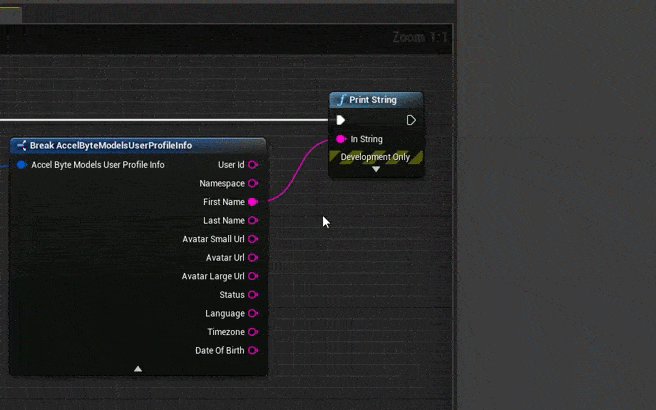 Zoom 1:1
Print String
In String
Development Only
Break AccelByteModelsUserProfileInfo
Accel Byte Models User Profile Info
User Id
Namespace
First Name
Last Name
Avatar Small Url
Avatar Url
Avatar Large Url
Status
Language
Timezone
Date Of Birth